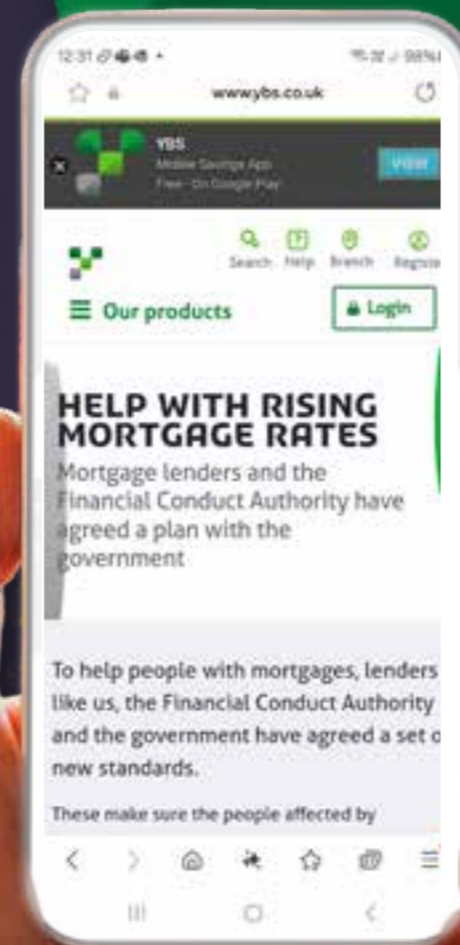 12:31
98%
www.ybs.co.uk
YBS
Mobile Savings App
Free - On Google Play
VIEW
Search Help Branch Registe
Our products
Login
HELP WITH RISING
MORTGAGE RATES
Mortgage lenders and the
Financial Conduct Authority have
agreed a plan with the
government
To help people with mortgages, lenders
like us, the Financial Conduct Authority
and the government have agreed a set o
new standards.
These make sure the people affected by